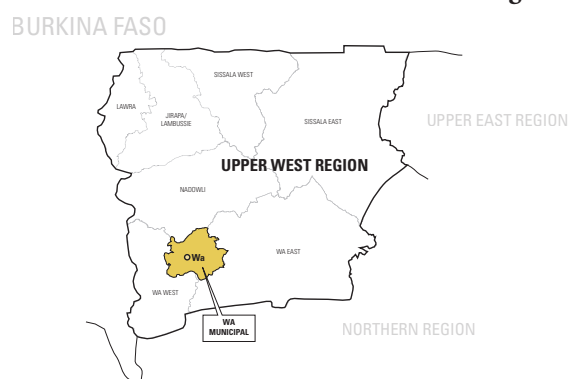 BURKINA FASO
SISSALA WEST
LAWRA
JIRAPA/
LAMBUSSIE
SISSALA EAST
UPPER EAST REGION
UPPER WEST REGION
NADOWLI
WA EAST
Wa
WA WEST
WA
MUNICIPAL
NORTHERN REGION